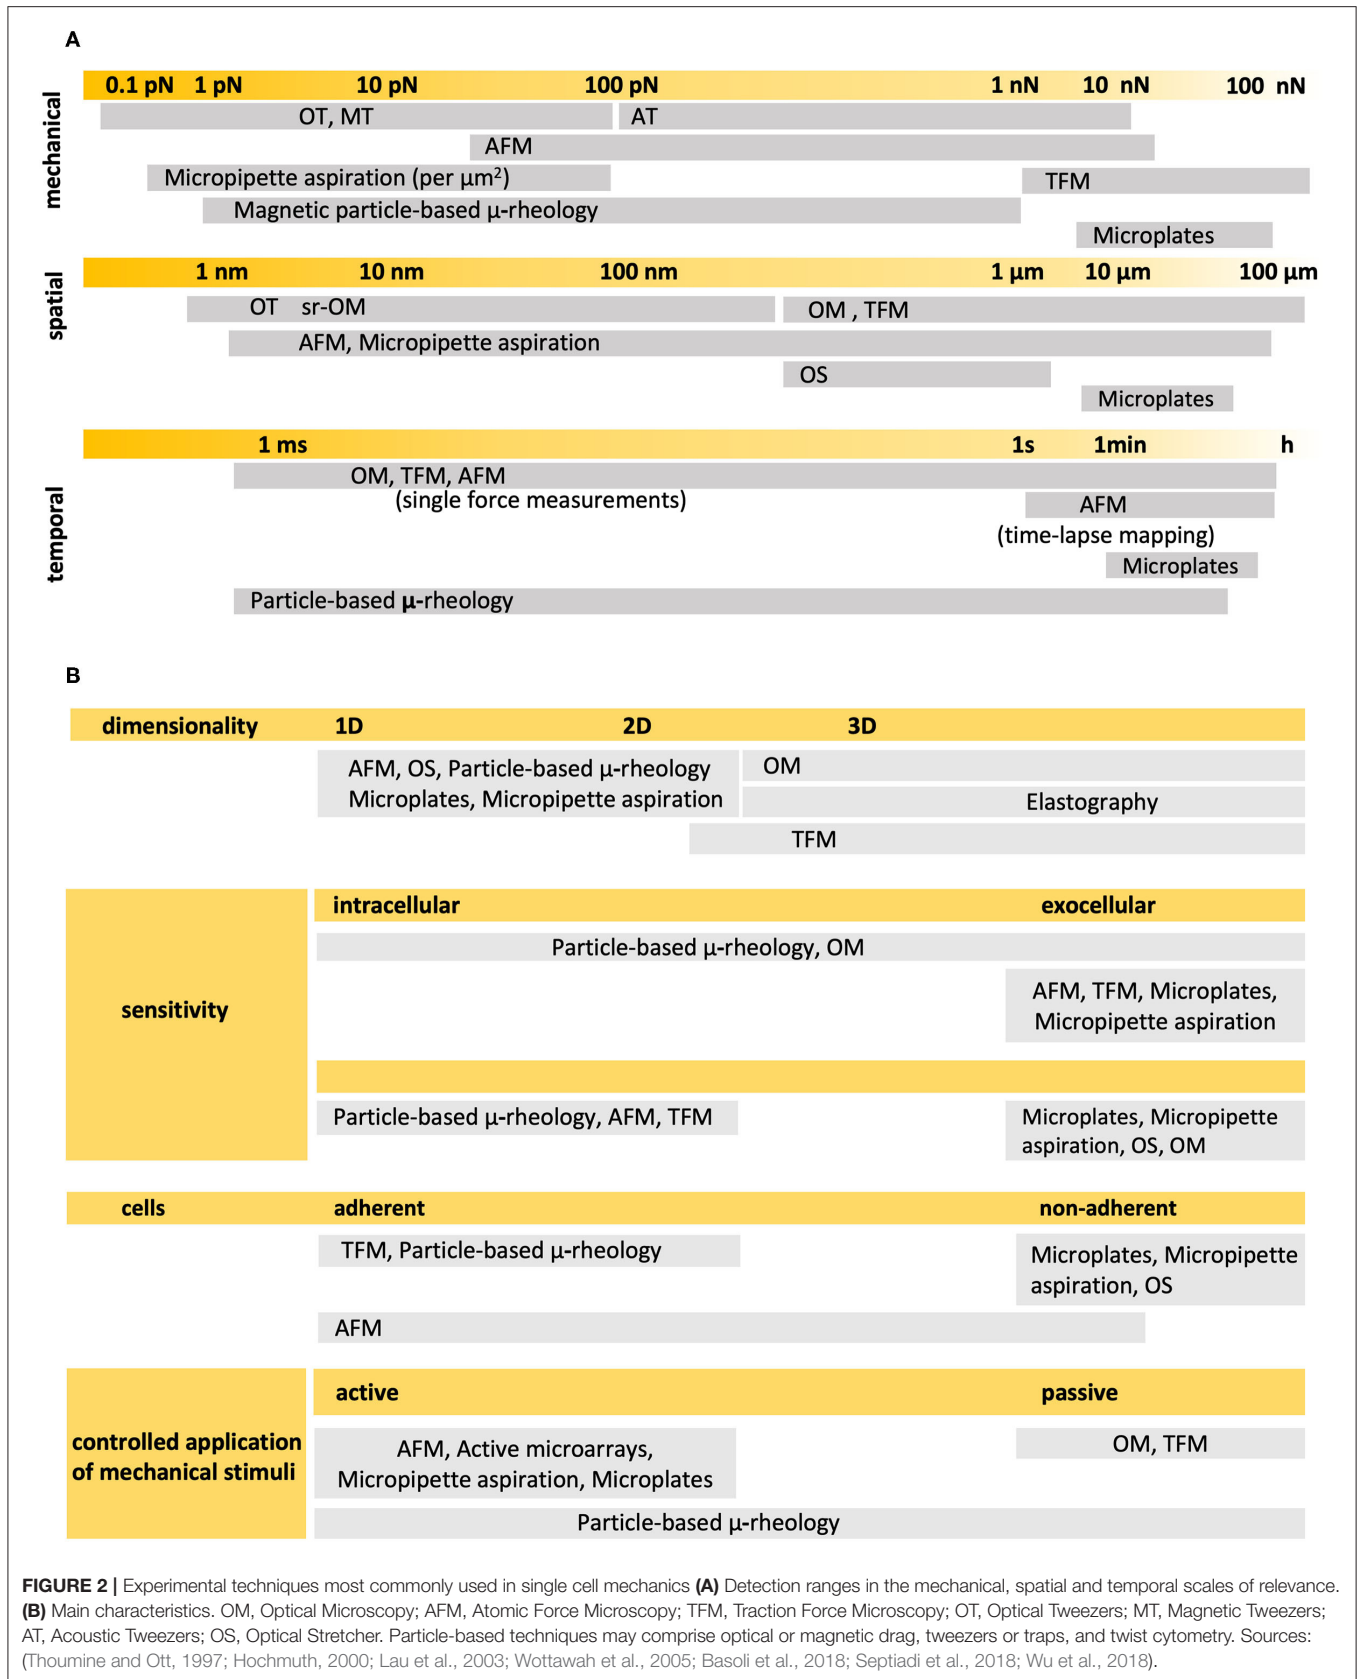 A
mechanical
0.1 pN 1 pN 10 pN 100 pN 1 nN 10 nN 100 nN
OT, MT AT
AFM
Micropipette aspiration (per µm²) TFM
Magnetic particle-based µ-rheology
Microplates
spatial
1 nm 10 nm 100 nm 1 µm 10 µm 100 µm
OT sr-OM OM , TFM
AFM, Micropipette aspiration
OS
Microplates
temporal
1 ms 1s 1min h
OM, TFM, AFM
(single force measurements) AFM
(time-lapse mapping)
Microplates
Particle-based µ-rheology
B
dimensionality 1D 2D 3D
AFM, OS, Particle-based µ-rheology OM
Microplates, Micropipette aspiration Elastography
TFM
sensitivity
intracellular exocellular
Particle-based µ-rheology, OM
AFM, TFM, Microplates,
Micropipette aspiration
Particle-based µ-rheology, AFM, TFM Microplates, Micropipette
aspiration, OS, OM
cells adherent non-adherent
TFM, Particle-based µ-rheology Microplates, Micropipette
aspiration, OS
AFM
controlled application
of mechanical stimuli
active passive
AFM, Active microarrays, OM, TFM
Micropipette aspiration, Microplates
Particle-based µ-rheology
FIGURE 2 | Experimental techniques most commonly used in single cell mechanics (A) Detection ranges in the mechanical, spatial and temporal scales of relevance.
(B) Main characteristics. OM, Optical Microscopy; AFM, Atomic Force Microscopy; TFM, Traction Force Microscopy; OT, Optical Tweezers; MT, Magnetic Tweezers;
AT, Acoustic Tweezers; OS, Optical Stretcher. Particle-based techniques may comprise optical or magnetic drag, tweezers or traps, and twist cytometry. Sources:
(Thoumine and Ott, 1997; Hochmuth, 2000; Lau et al., 2003; Wottawah et al., 2005; Basoli et al., 2018; Septiadi et al., 2018; Wu et al., 2018).